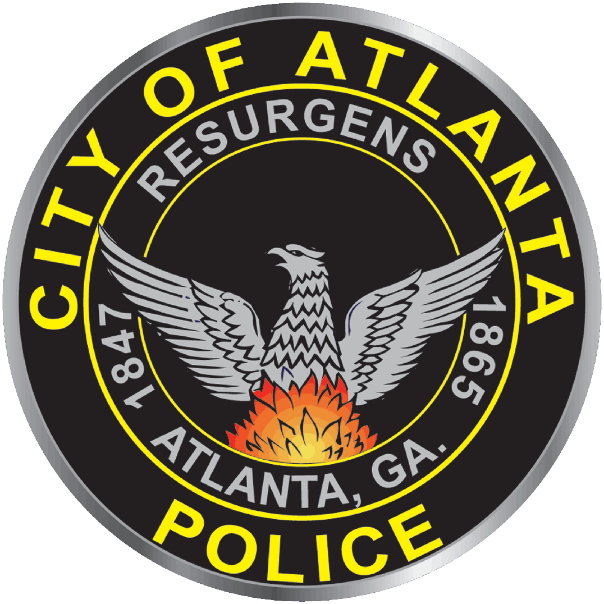 CITY OF ATLANTA
RESURGENS
1847 1865
ATLANTA, GA.
POLICE